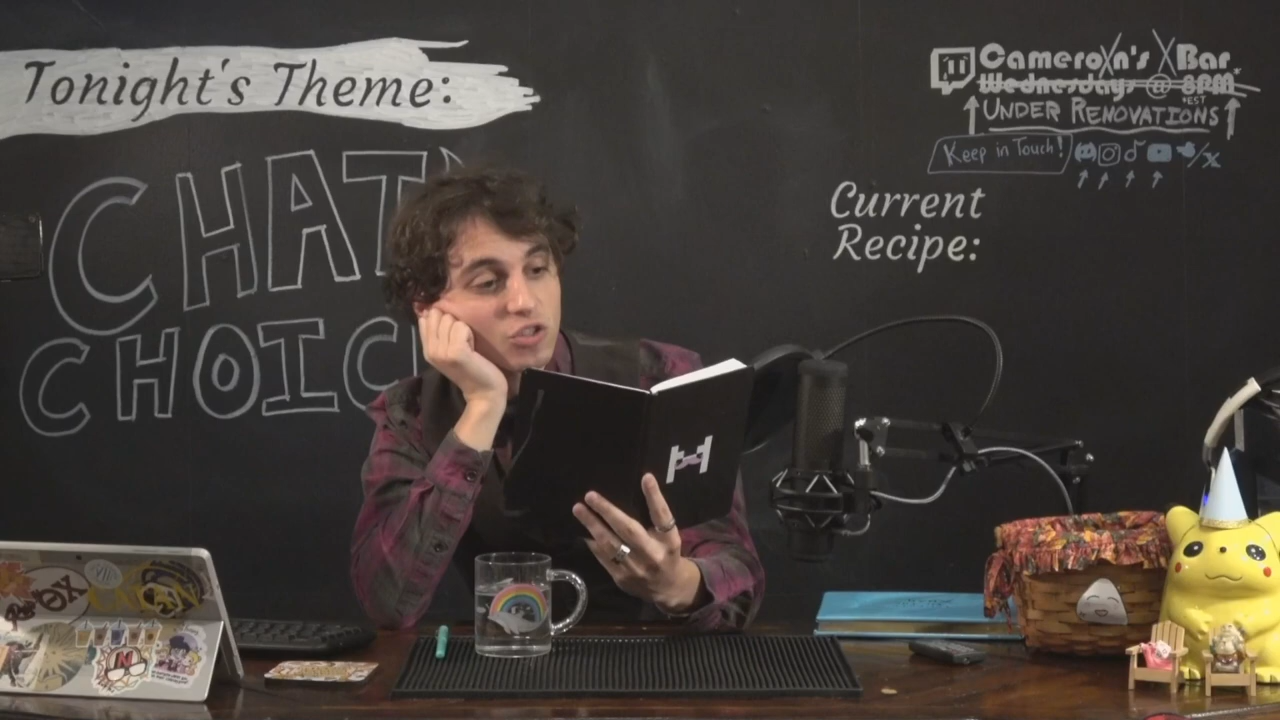 Tonight's Theme:
CHAT'
CHOIC
Cameron's Bar
Wednesdays @ 8PM
*EST
UNDER RENOVATIONS
Keep in Touch!
Current
Recipe: